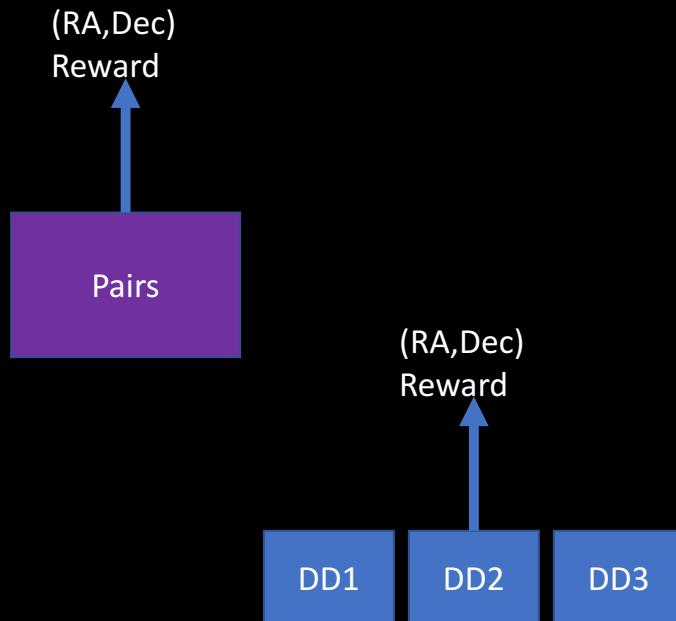 (RA,Dec)
Reward
Pairs
(RA,Dec)
Reward
DD1
DD2
DD3